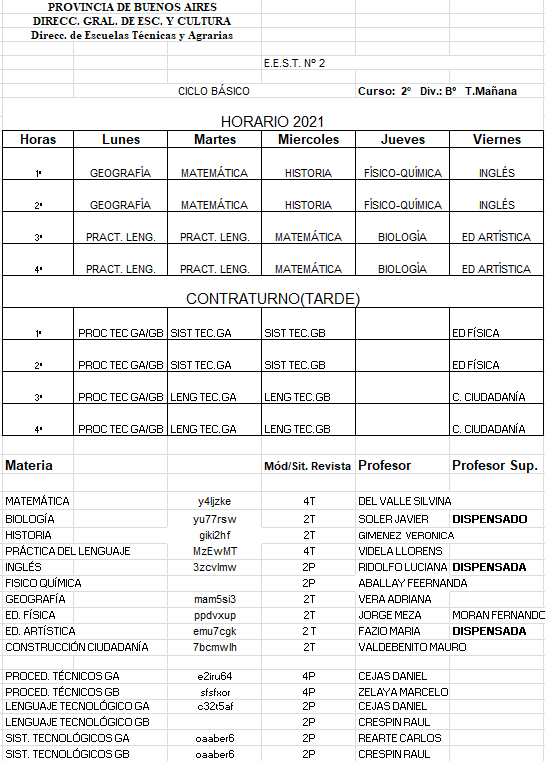 PROVINCIA DE BUENOS AIRES
DIRECC. GRAL. DE ESC. Y CULTURA
Direcc. de Escuelas Técnicas y Agrarias
E.E.S.T. Nº 2
CICLO BÁSICO Curso: 2º Div.: Bº T.Mañana
HORARIO 2021
Horas Lunes Martes Miercoles Jueves Viernes
1ª GEOGRAFÍA MATEMÁTICA HISTORIA FÍSICO-QUÍMICA INGLÉS
2ª GEOGRAFÍA MATEMÁTICA HISTORIA FÍSICO-QUÍMICA INGLÉS
3ª PRACT. LENG. PRACT. LENG. MATEMÁTICA BIOLOGÍA ED ARTÍSTICA
4ª PRACT. LENG. PRACT. LENG. MATEMÁTICA BIOLOGÍA ED ARTÍSTICA
CONTRATURNO(TARDE)
1ª PROC TEC GA/GB SIST TEC.GA SIST TEC.GB ED FÍSICA
2ª PROC TEC GA/GB SIST TEC.GA SIST TEC.GB ED FÍSICA
3ª PROC TEC GA/GB LENG TEC.GA LENG TEC.GB C. CIUDADANÍA
4ª PROC TEC GA/GB LENG TEC.GA LENG TEC.GB C. CIUDADANÍA
Materia Mód/Sit. Revista Profesor Profesor Sup.
MATEMÁTICA y4ljzke 4T DEL VALLE SILVINA
BIOLOGÍA yu77rsw 2T SOLER JAVIER DISPENSADO
HISTORIA giki2hf 2T GIMENEZ VERONICA
PRÁCTICA DEL LENGUAJE MzEwMT 4T VIDELA LLORENS
INGLÉS 3zcvlmw 2P RIDOLFO LUCIANA DISPENSADA
FISICO QUÍMICA 2P ABALLAY FEERNANDA
GEOGRAFÍA mam5si3 2T VERA ADRIANA
ED. FÍSICA ppdvxup 2 T JORGE MEZA MORAN FERNANDO
ED. ARTÍSTICA emu7cgk 2 T FAZIO MARIA DISPENSADA
CONSTRUCCIÓN CIUDADANÍA 7bcmwlh 2 T VALDEBENITO MAURO
PROCED. TÉCNICOS GA e2iru64 4P CEJAS DANIEL
PROCED. TÉCNICOS GB sfsfxor 4P ZELAYA MARCELO
LENGUAJE TECNOLÓGICO GA c32t5af 2P CEJAS DANIEL
LENGUAJE TECNOLÓGICO GB 2P CRESPIN RAUL
SIST. TECNOLÓGICOS GA oaaber6 2P REARTE CARLOS
SIST. TECNOLÓGICOS GB oaaber6 2P CRESPIN RAUL